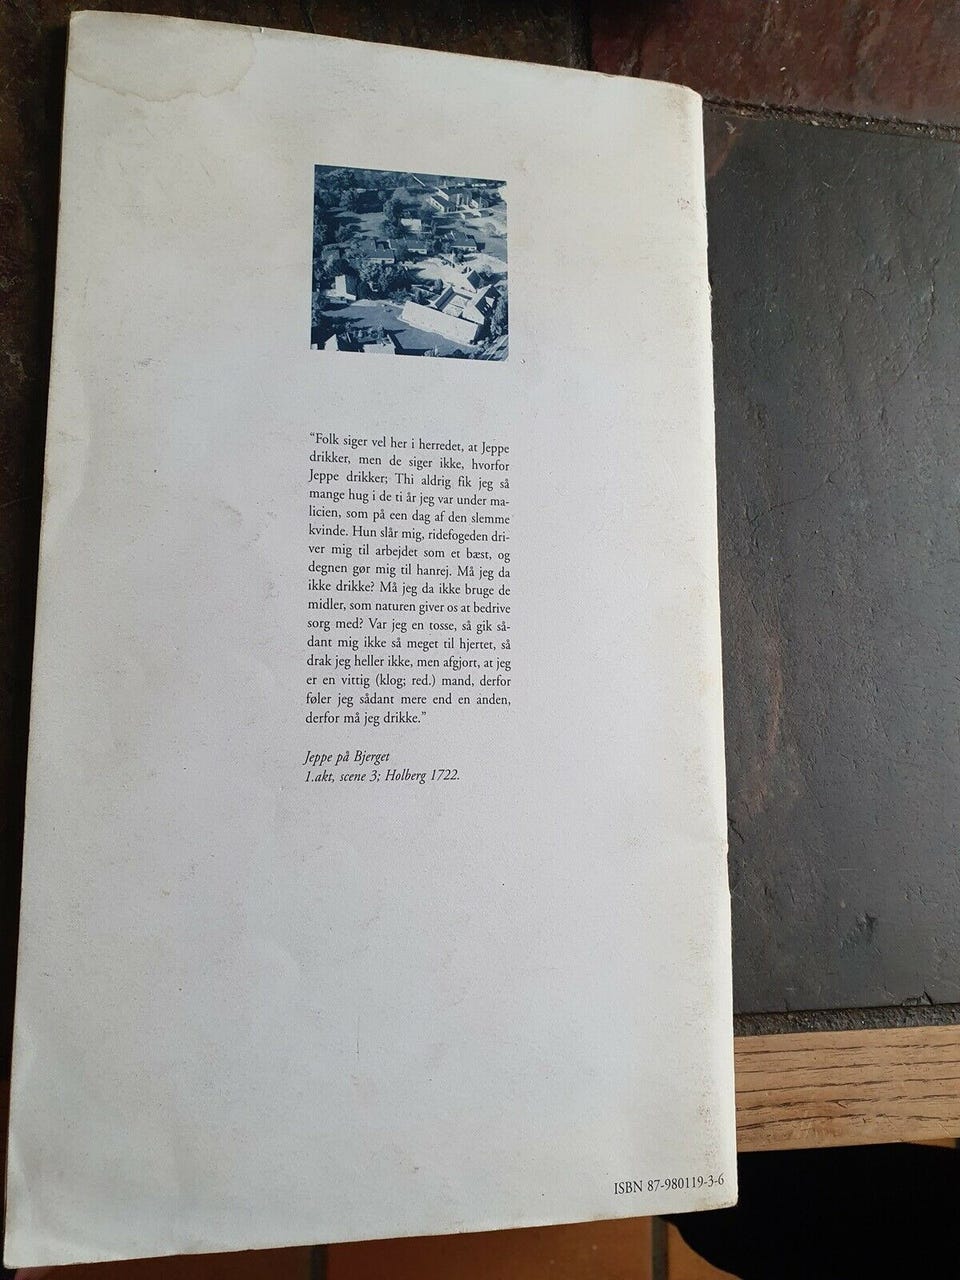 “Folk siger vel her i herredet, at Jeppe
drikker, men de siger ikke, hvorfor
Jeppe drikker; Thi aldrig fik jeg så
mange hug i de ti år jeg var under ma-
licien, som på een dag af den slemme
kvinde. Hun slår mig, ridefogeden dri-
ver mig til arbejdet som et bæst, og
degnen gør mig til hanrej. Må jeg da
ikke drikke? Må jeg da ikke bruge de
midler, som naturen giver os at bedrive
sorg med? Var jeg en tosse, så gik så-
dant mig ikke så meget til hjertet, så
drak jeg heller ikke, men afgjort, at jeg
er en vittig (klog; red.) mand, derfor
føler jeg sådant mere end en anden,
derfor må jeg drikke.”
Jeppe på Bjerget
1.akt, scene 3; Holberg 1722.
ISBN 87-980119-3-6